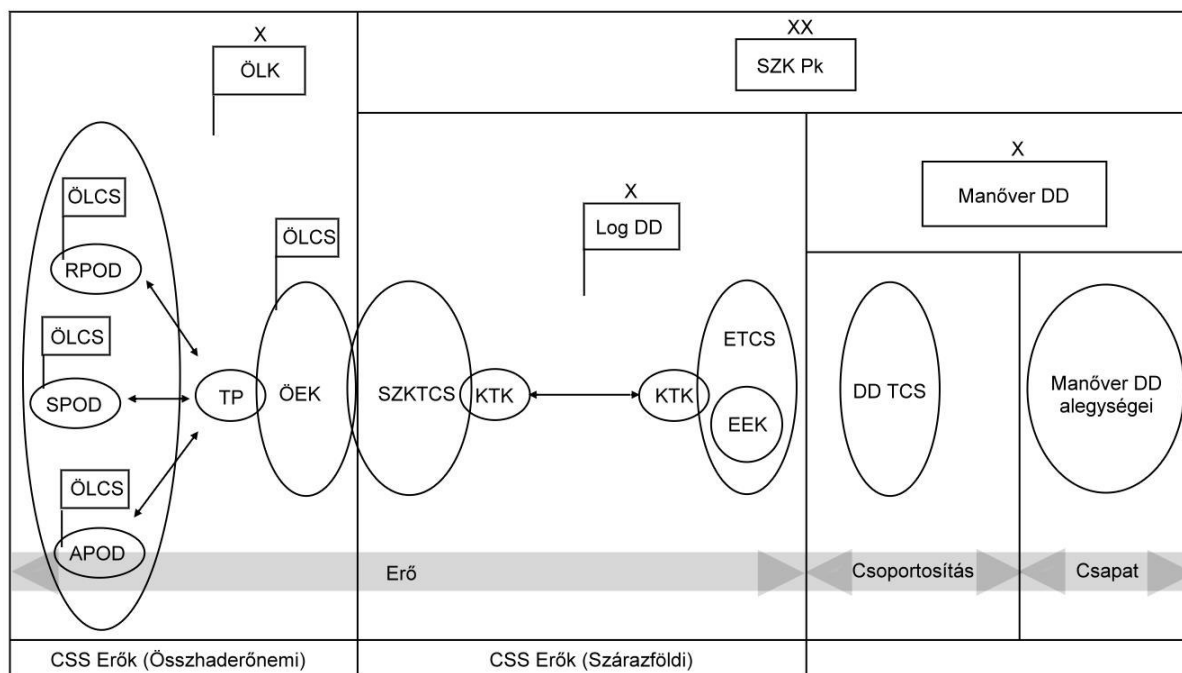 X
ÖLK
XX
SZK Pk
X
Manőver DD
X
Log DD
ÖLCS
RPOD
ÖLCS
SPOD
ÖLCS
APOD
TP
ÖLCS
ÖEK
SZKTCS
KTK
KTK
ETCS
EEK
DD TCS
Manőver DD
alegységei
Erő
Csoportosítás
Csapat
CSS Erők (Összhaderőnemi)
CSS Erők (Szárazföldi)